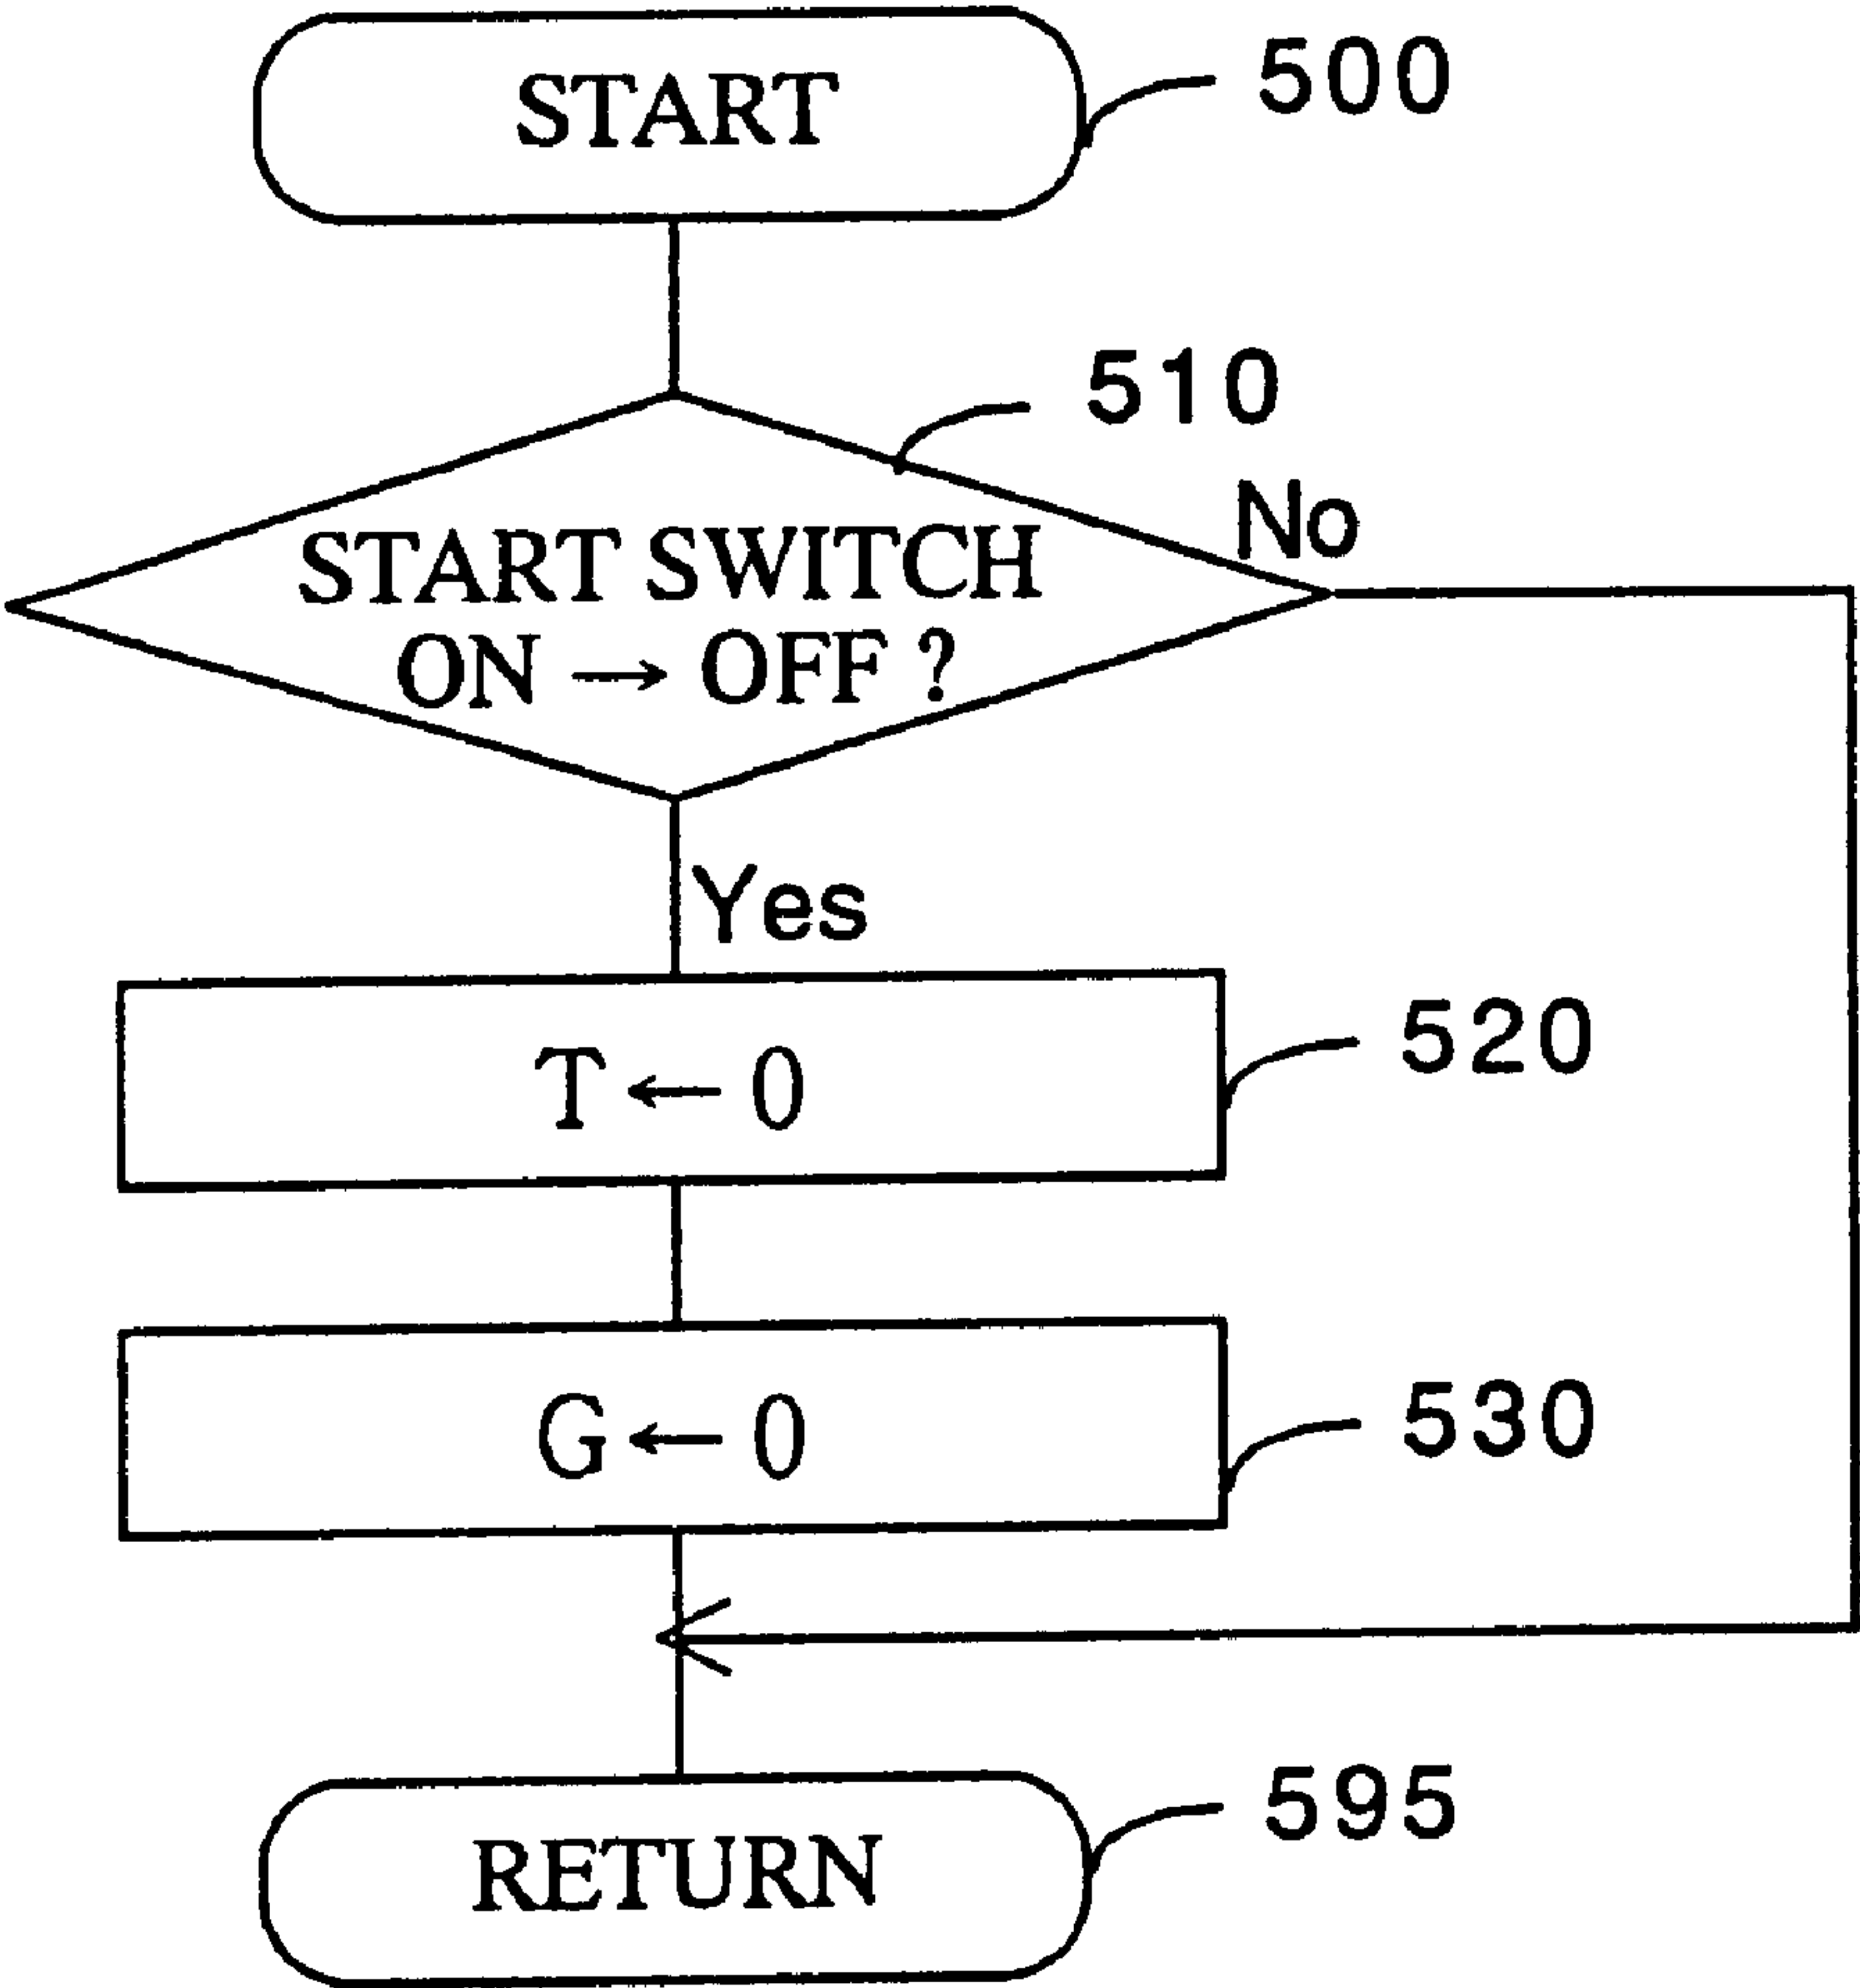 START
500
510
No
START SWITCH
ON → OFF ?
Yes
T ← 0
520
G ← 0
530
RETURN
595